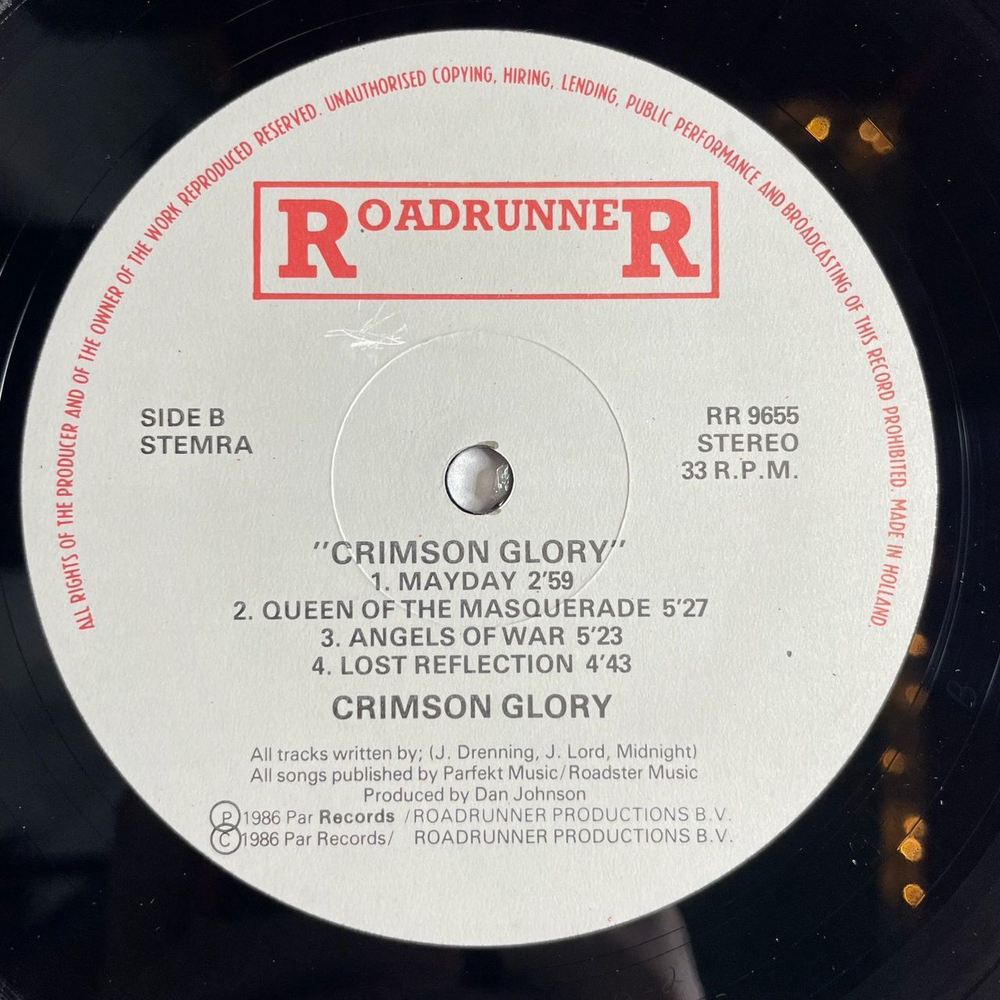 ALL RIGHTS OF THE PRODUCER AND OF THE OWNER OF THE WORK REPRODUCED RESERVED. UNAUTHORISED COPYING, HIRING, LENDING, PUBLIC PERFORMANCE AND BROADCASTING OF THIS RECORD PROHIBITED. MADE IN HOLLAND.
ROADRUNNER
SIDE B
STEMRA
RR 9655
STEREO
33 R.P.M.
"CRIMSON GLORY"
1. MAYDAY 2'59
2. QUEEN OF THE MASQUERADE 5'27
3. ANGELS OF WAR 5'23
4. LOST REFLECTION 4'43
CRIMSON GLORY
All tracks written by; (J. Drenning, J. Lord, Midnight)
All songs published by Parfekt Music/Roadster Music
Produced by Dan Johnson
Ⓟ 1986 Par Records /ROADRUNNER PRODUCTIONS B.V.
Ⓒ 1986 Par Records/ ROADRUNNER PRODUCTIONS B.V.